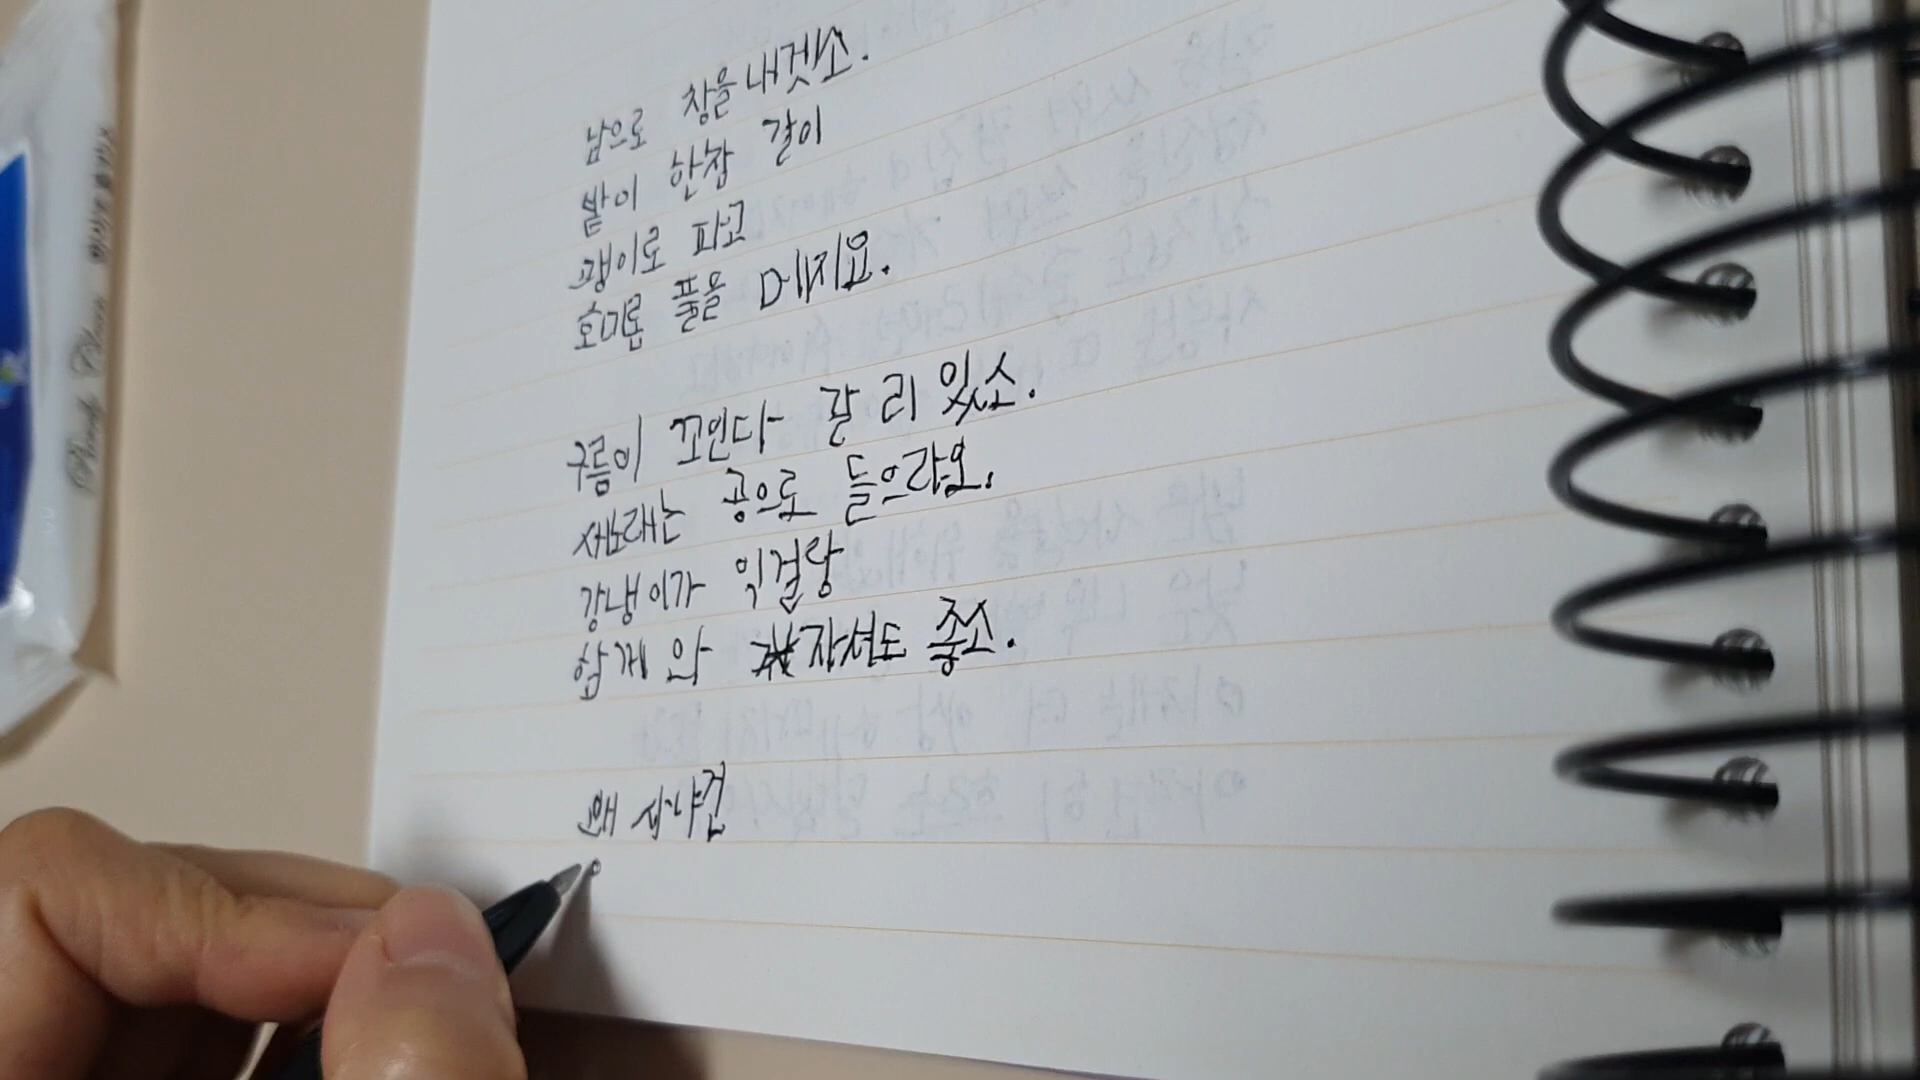 남으로 창을 내겟소.
밭이 한참 갈이
괭이로 파고
호미론 풀을 메지요.
구름이 꼬인다 갈 리 있소.
새노래는 공으로 들으랴오.
강냉이가 익걸랑
함께 와 자셔도 좋소.
왜 사냐건